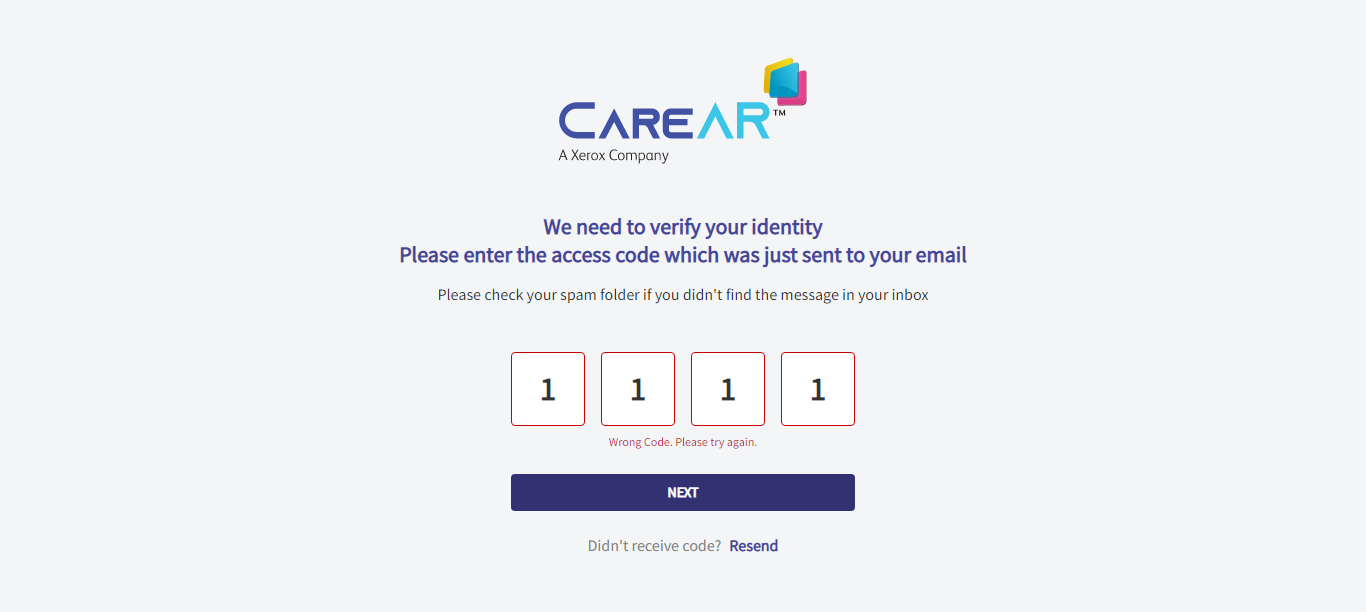 CAREAR™
A Xerox Company
We need to verify your identity
Please enter the access code which was just sent to your email
Please check your spam folder if you didn't find the message in your inbox
1 1 1 1
Wrong Code. Please try again.
NEXT
Didn't receive code? Resend